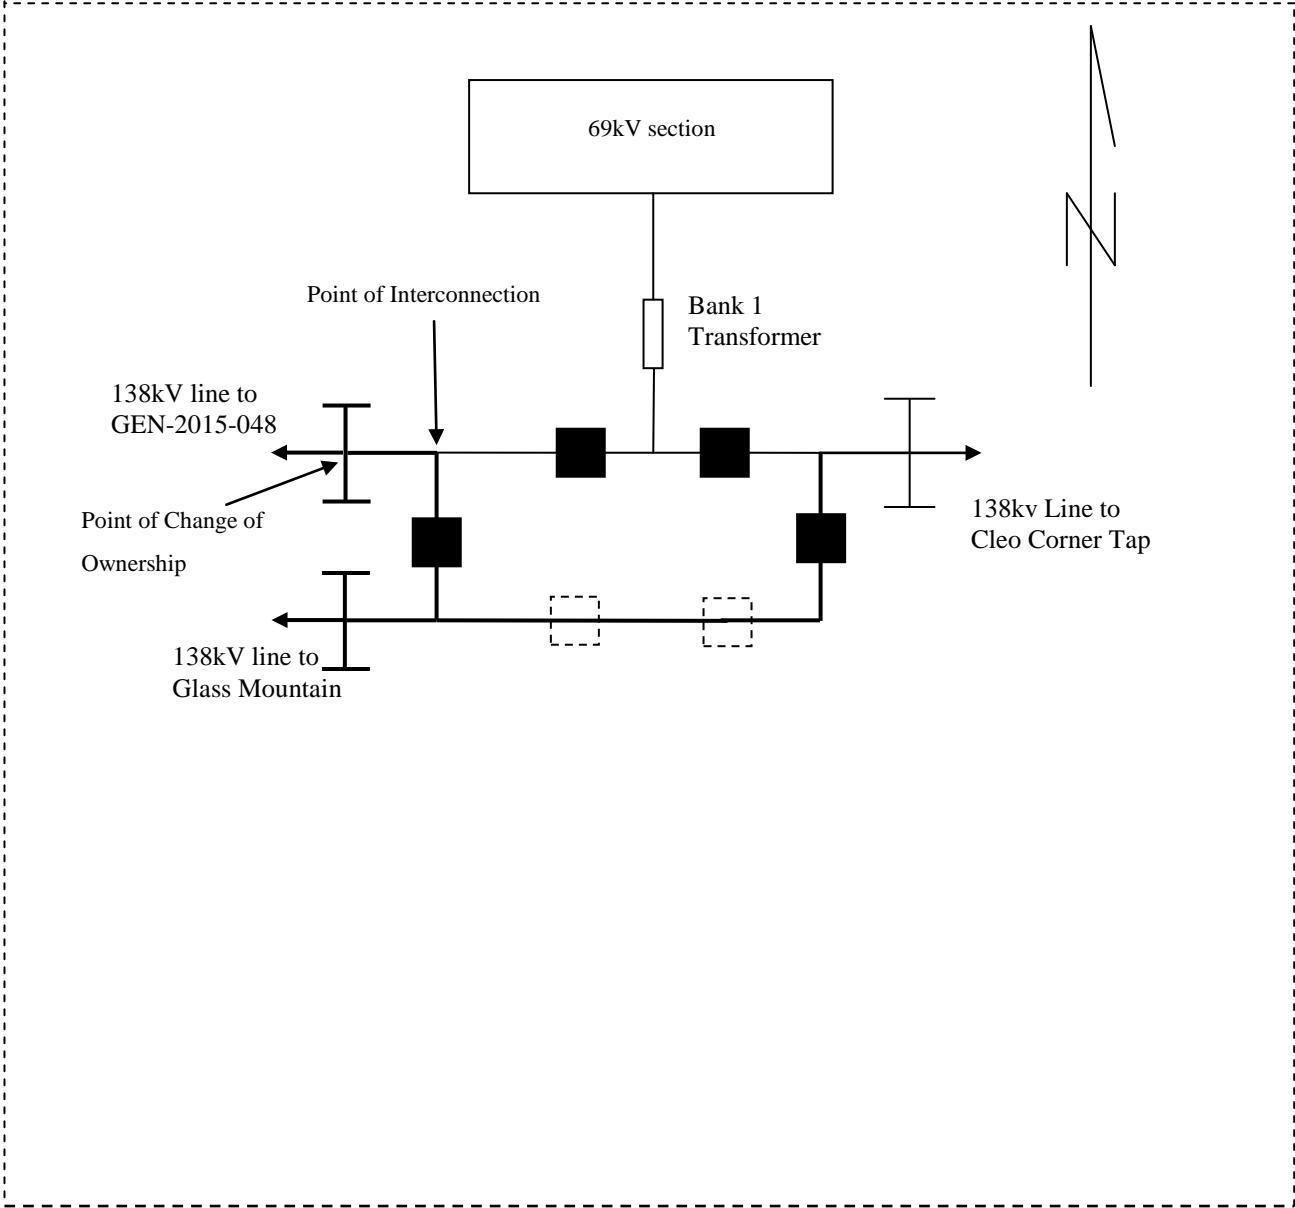 69kV section
Point of Interconnection
Bank 1
Transformer
138kV line to
GEN-2015-048
Point of Change of
Ownership
138kv Line to
Cleo Corner Tap
138kV line to
Glass Mountain